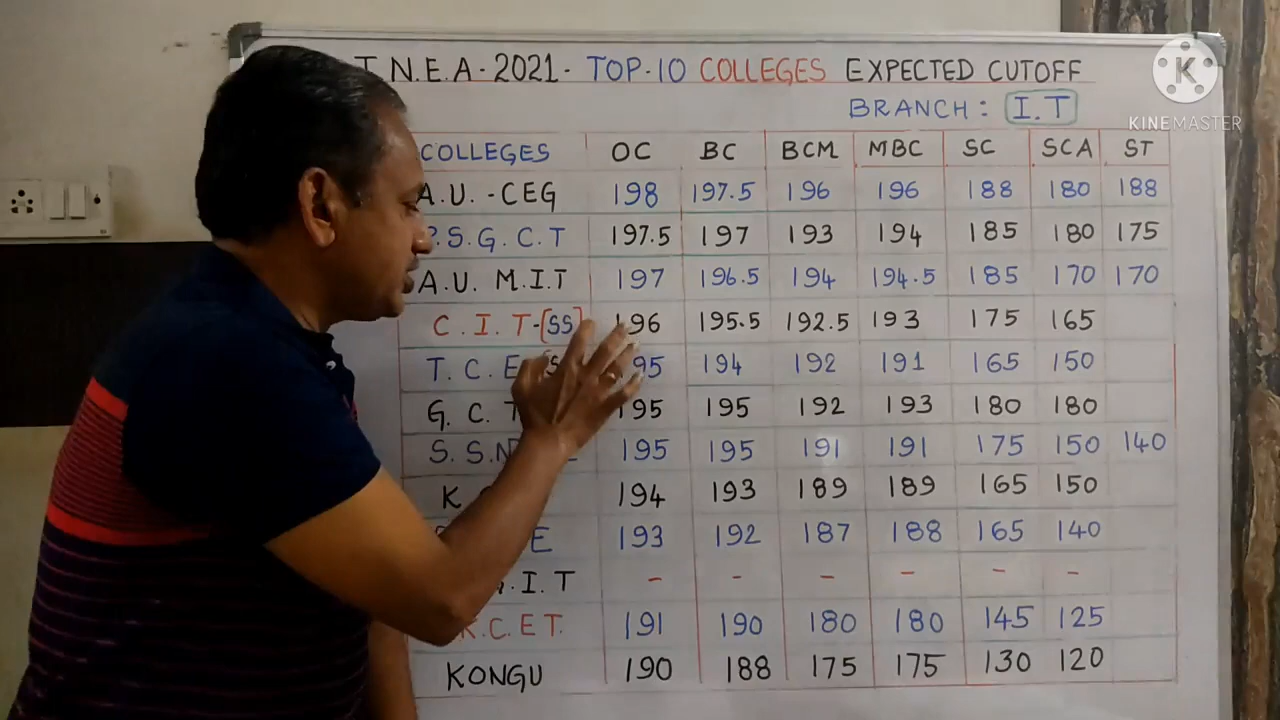 T.N.E.A-2021- TOP-10 COLLEGES EXPECTED CUTOFF
K
KINEMASTER
BRANCH: I.T
COLLEGES OC BC BCM MBC SC SCA ST
A.U. -CEG 198 197.5 196 196 188 180 188
P.S.G.C.T 197.5 197 193 194 185 180 175
A.U. M.I.T 197 196.5 194 194.5 185 170 170
C.I.T-[SS] 196 195.5 192.5 193 175 165
T.C.E 195 194 192 191 165 150
G.C.T 195 195 192 193 180 180
S.S.N 195 195 191 191 175 150 140
K 194 193 189 189 165 150
E 193 192 187 188 165 140
.I.T - - - - - -
K.C.E.T. 191 190 180 180 145 125
KONGU 190 188 175 175 130 120